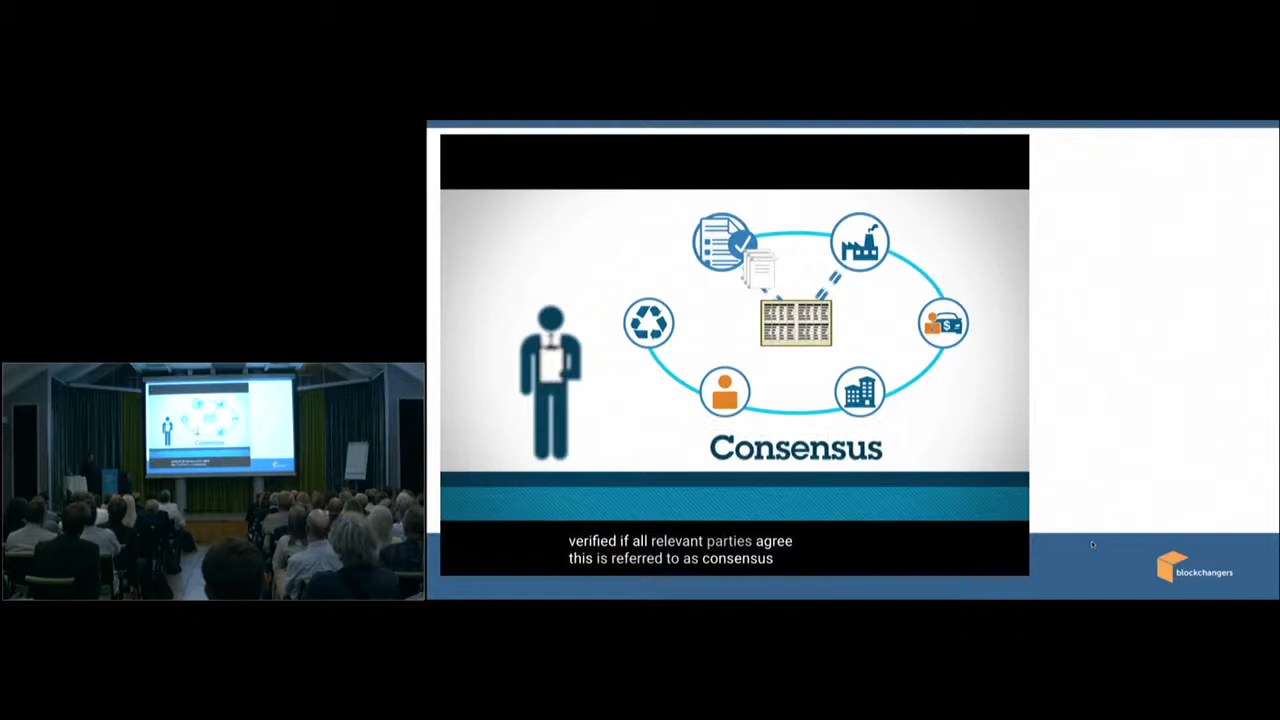 Consensus
verified if all relevant parties agree
this is referred to as consensus
blockchangers